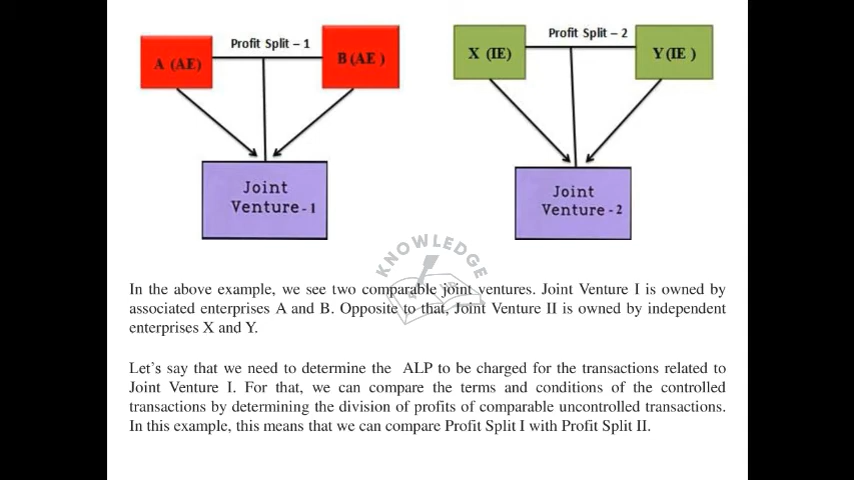 Profit Split – 1
A (AE)
B (AE )
Joint
Venture-1
Profit Split – 2
X (IE)
Y(IE )
Joint
Venture-2
KNOWLEDGE
In the above example, we see two comparable joint ventures. Joint Venture I is owned by
associated enterprises A and B. Opposite to that, Joint Venture II is owned by independent
enterprises X and Y.
Let's say that we need to determine the ALP to be charged for the transactions related to
Joint Venture I. For that, we can compare the terms and conditions of the controlled
transactions by determining the division of profits of comparable uncontrolled transactions.
In this example, this means that we can compare Profit Split I with Profit Split II.